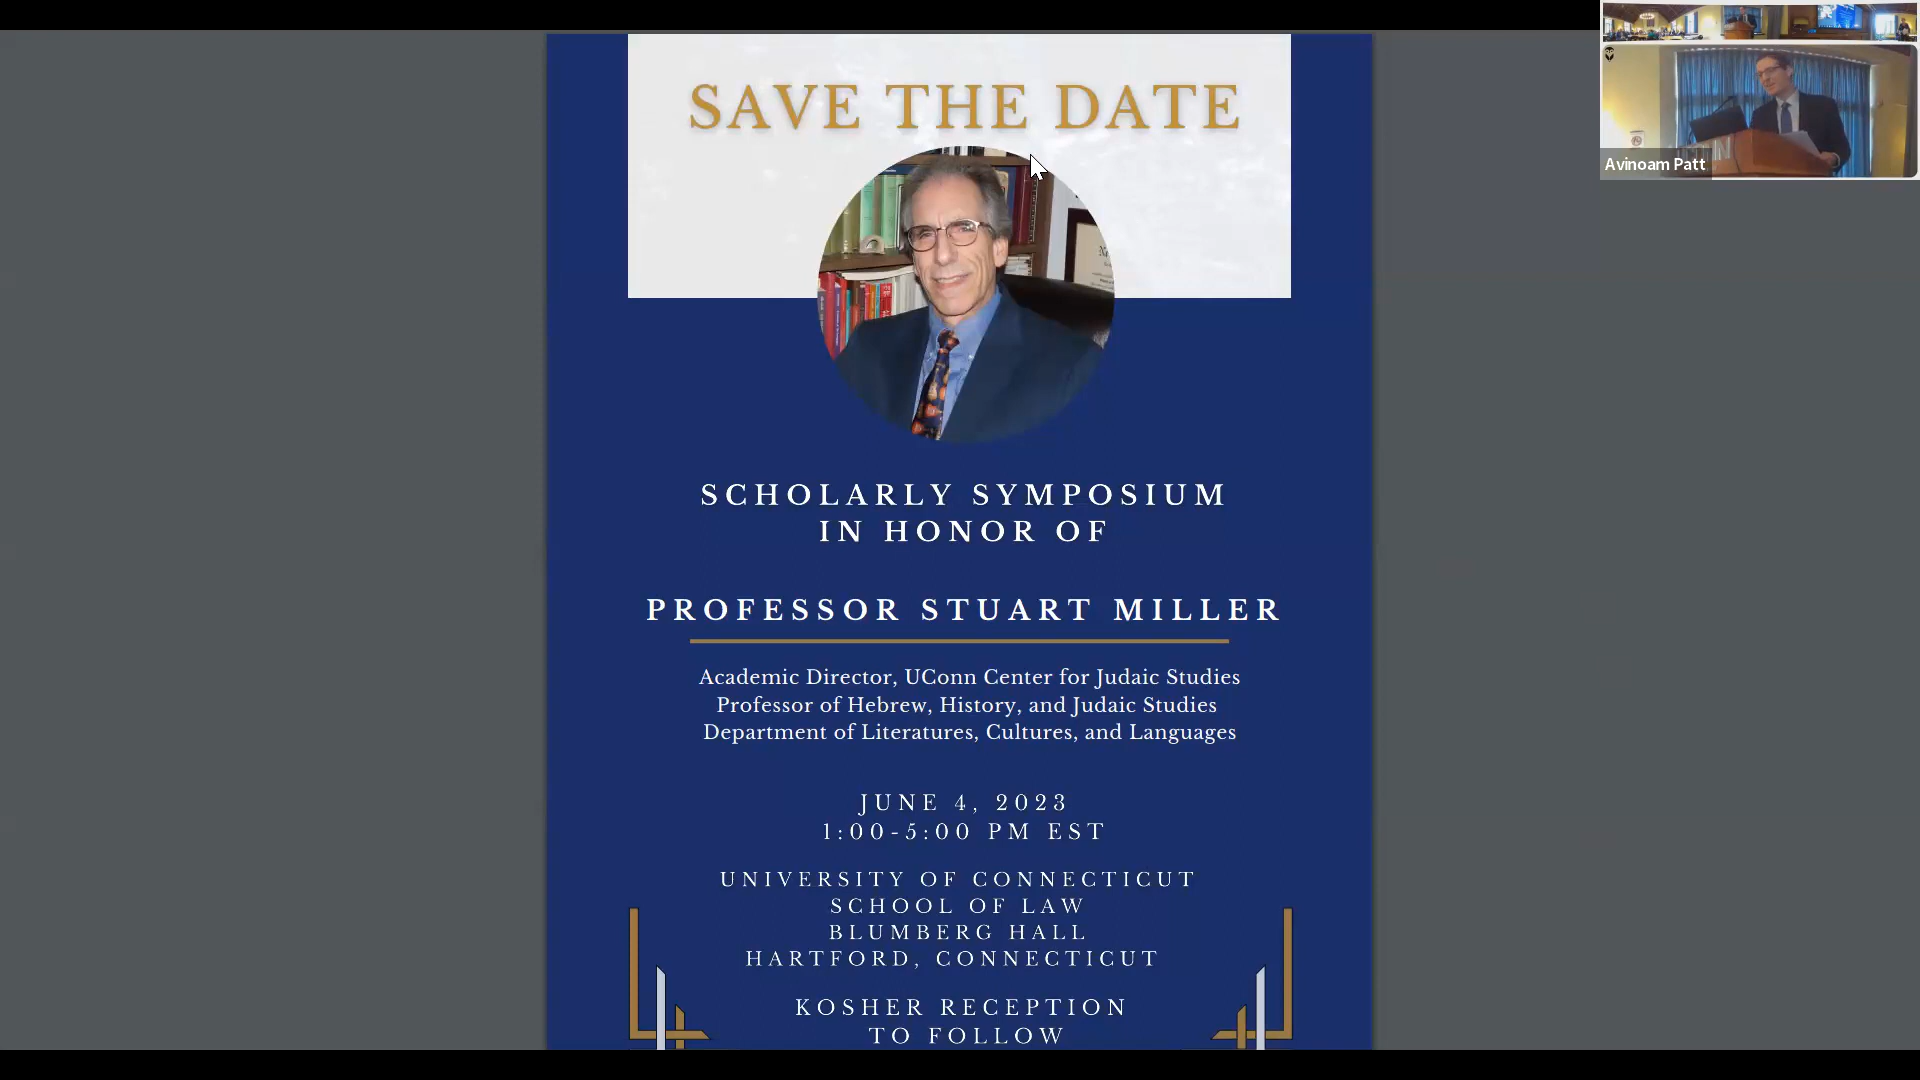 SAVE THE DATE
SCHOLARLY SYMPOSIUM
IN HONOR OF
PROFESSOR STUART MILLER
Academic Director, UConn Center for Judaic Studies
Professor of Hebrew, History, and Judaic Studies
Department of Literatures, Cultures, and Languages
JUNE 4, 2023
1:00-5:00 PM EST
UNIVERSITY OF CONNECTICUT
SCHOOL OF LAW
BLUMBERG HALL
HARTFORD, CONNECTICUT
KOSHER RECEPTION
TO FOLLOW
Avinoam Patt